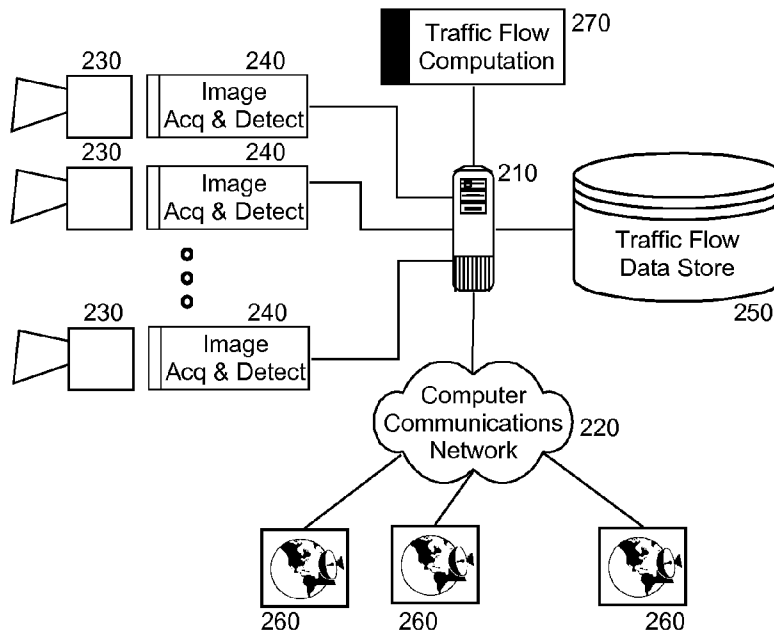 230
240
Image
Acq & Detect
Traffic Flow
Computation
270
230
240
Image
Acq & Detect
210
Traffic Flow
Data Store
250
230
240
Image
Acq & Detect
Computer
Communications
Network
220
260
260
260